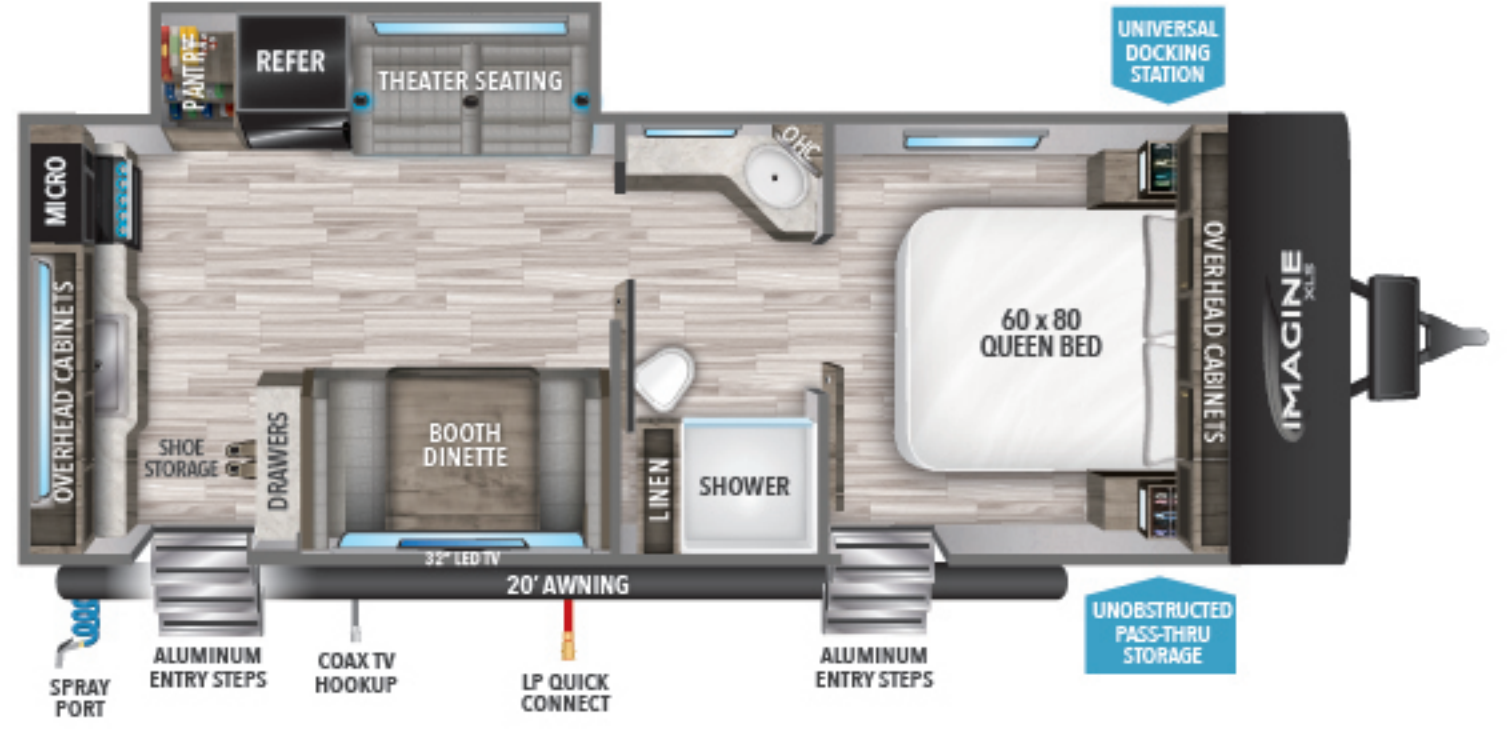 UNIVERSAL
DOCKING
STATION
PANTRY
REFER
THEATER SEATING
OHC
MICRO
OVERHEAD CABINETS
60 x 80
QUEEN BED
OVERHEAD CABINETS
IMAGINE
XLS
SHOE
STORAGE
DRAWERS
BOOTH
DINETTE
LINEN
SHOWER
32" LED TV
20' AWNING
SPRAY
PORT
ALUMINUM
ENTRY STEPS
COAX TV
HOOKUP
LP QUICK
CONNECT
ALUMINUM
ENTRY STEPS
UNOBSTRUCTED
PASS-THRU
STORAGE